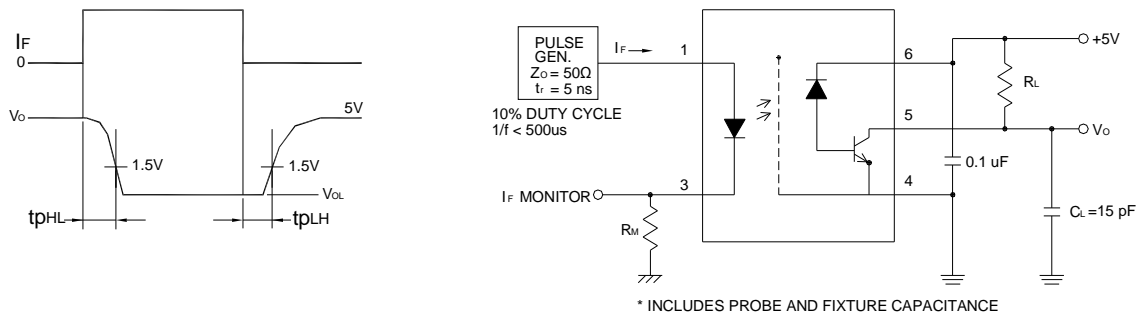 IF
0
VO
5V
1.5V
1.5V
VOL
tpHL
tpLH
PULSE
GEN.
ZO = 50Ω
tr = 5 ns
IF
1
10% DUTY CYCLE
1/f < 500us
IF MONITOR
3
RM
6
5
4
+5V
RL
VO
0.1 uF
CL=15 pF
* INCLUDES PROBE AND FIXTURE CAPACITANCE